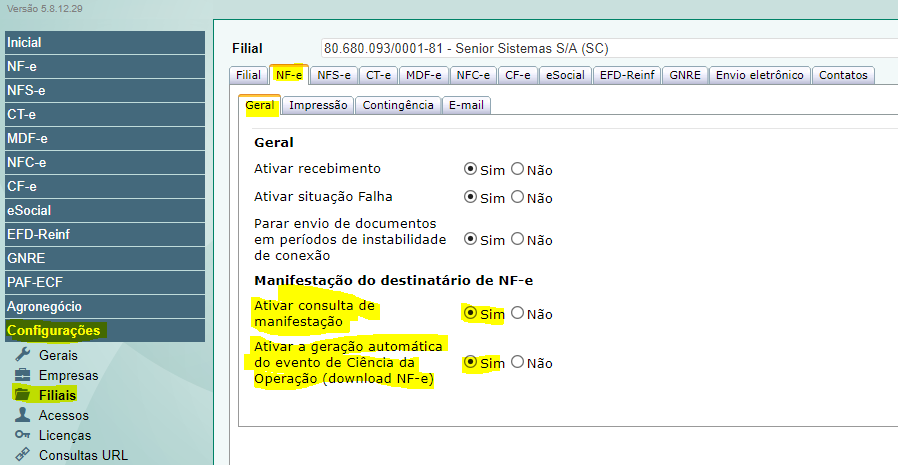 Versão 5.8.12.29
Inicial
NF-e
NFS-e
CT-e
MDF-e
NFC-e
CF-e
eSocial
EFD-Reinf
GNRE
PAF-ECF
Agronegócio
Configurações
Gerais
Empresas
Filiais
Acessos
Licenças
Consultas URL
Filial 80.680.093/0001-81 - Senior Sistemas S/A (SC)
Filial NF-e NFS-e CT-e MDF-e NFC-e CF-e eSocial EFD-Reinf GNRE Envio eletrônico Contatos
Geral Impressão Contingência E-mail
Geral
Ativar recebimento Sim Não
Ativar situação Falha Sim Não
Parar envio de documentos
em períodos de instabilidade Sim Não
de conexão
Manifestação do destinatário de NF-e
Ativar consulta de
manifestação Sim Não
Ativar a geração automática
do evento de Ciência da Sim Não
Operação (download NF-e)